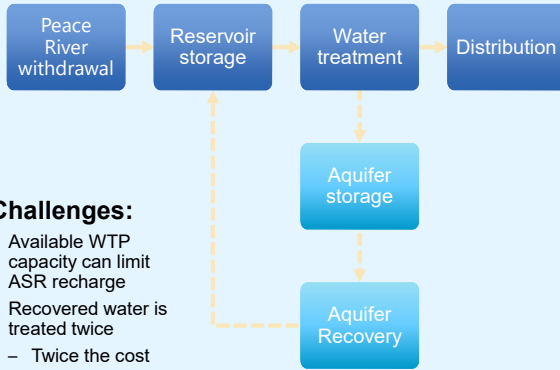 Peace
River
withdrawal
Reservoir
storage
Water
treatment
Distribution
Aquifer
storage
Aquifer
Recovery
Challenges:
Available WTP
capacity can limit
ASR recharge
Recovered water is
treated twice
– Twice the cost